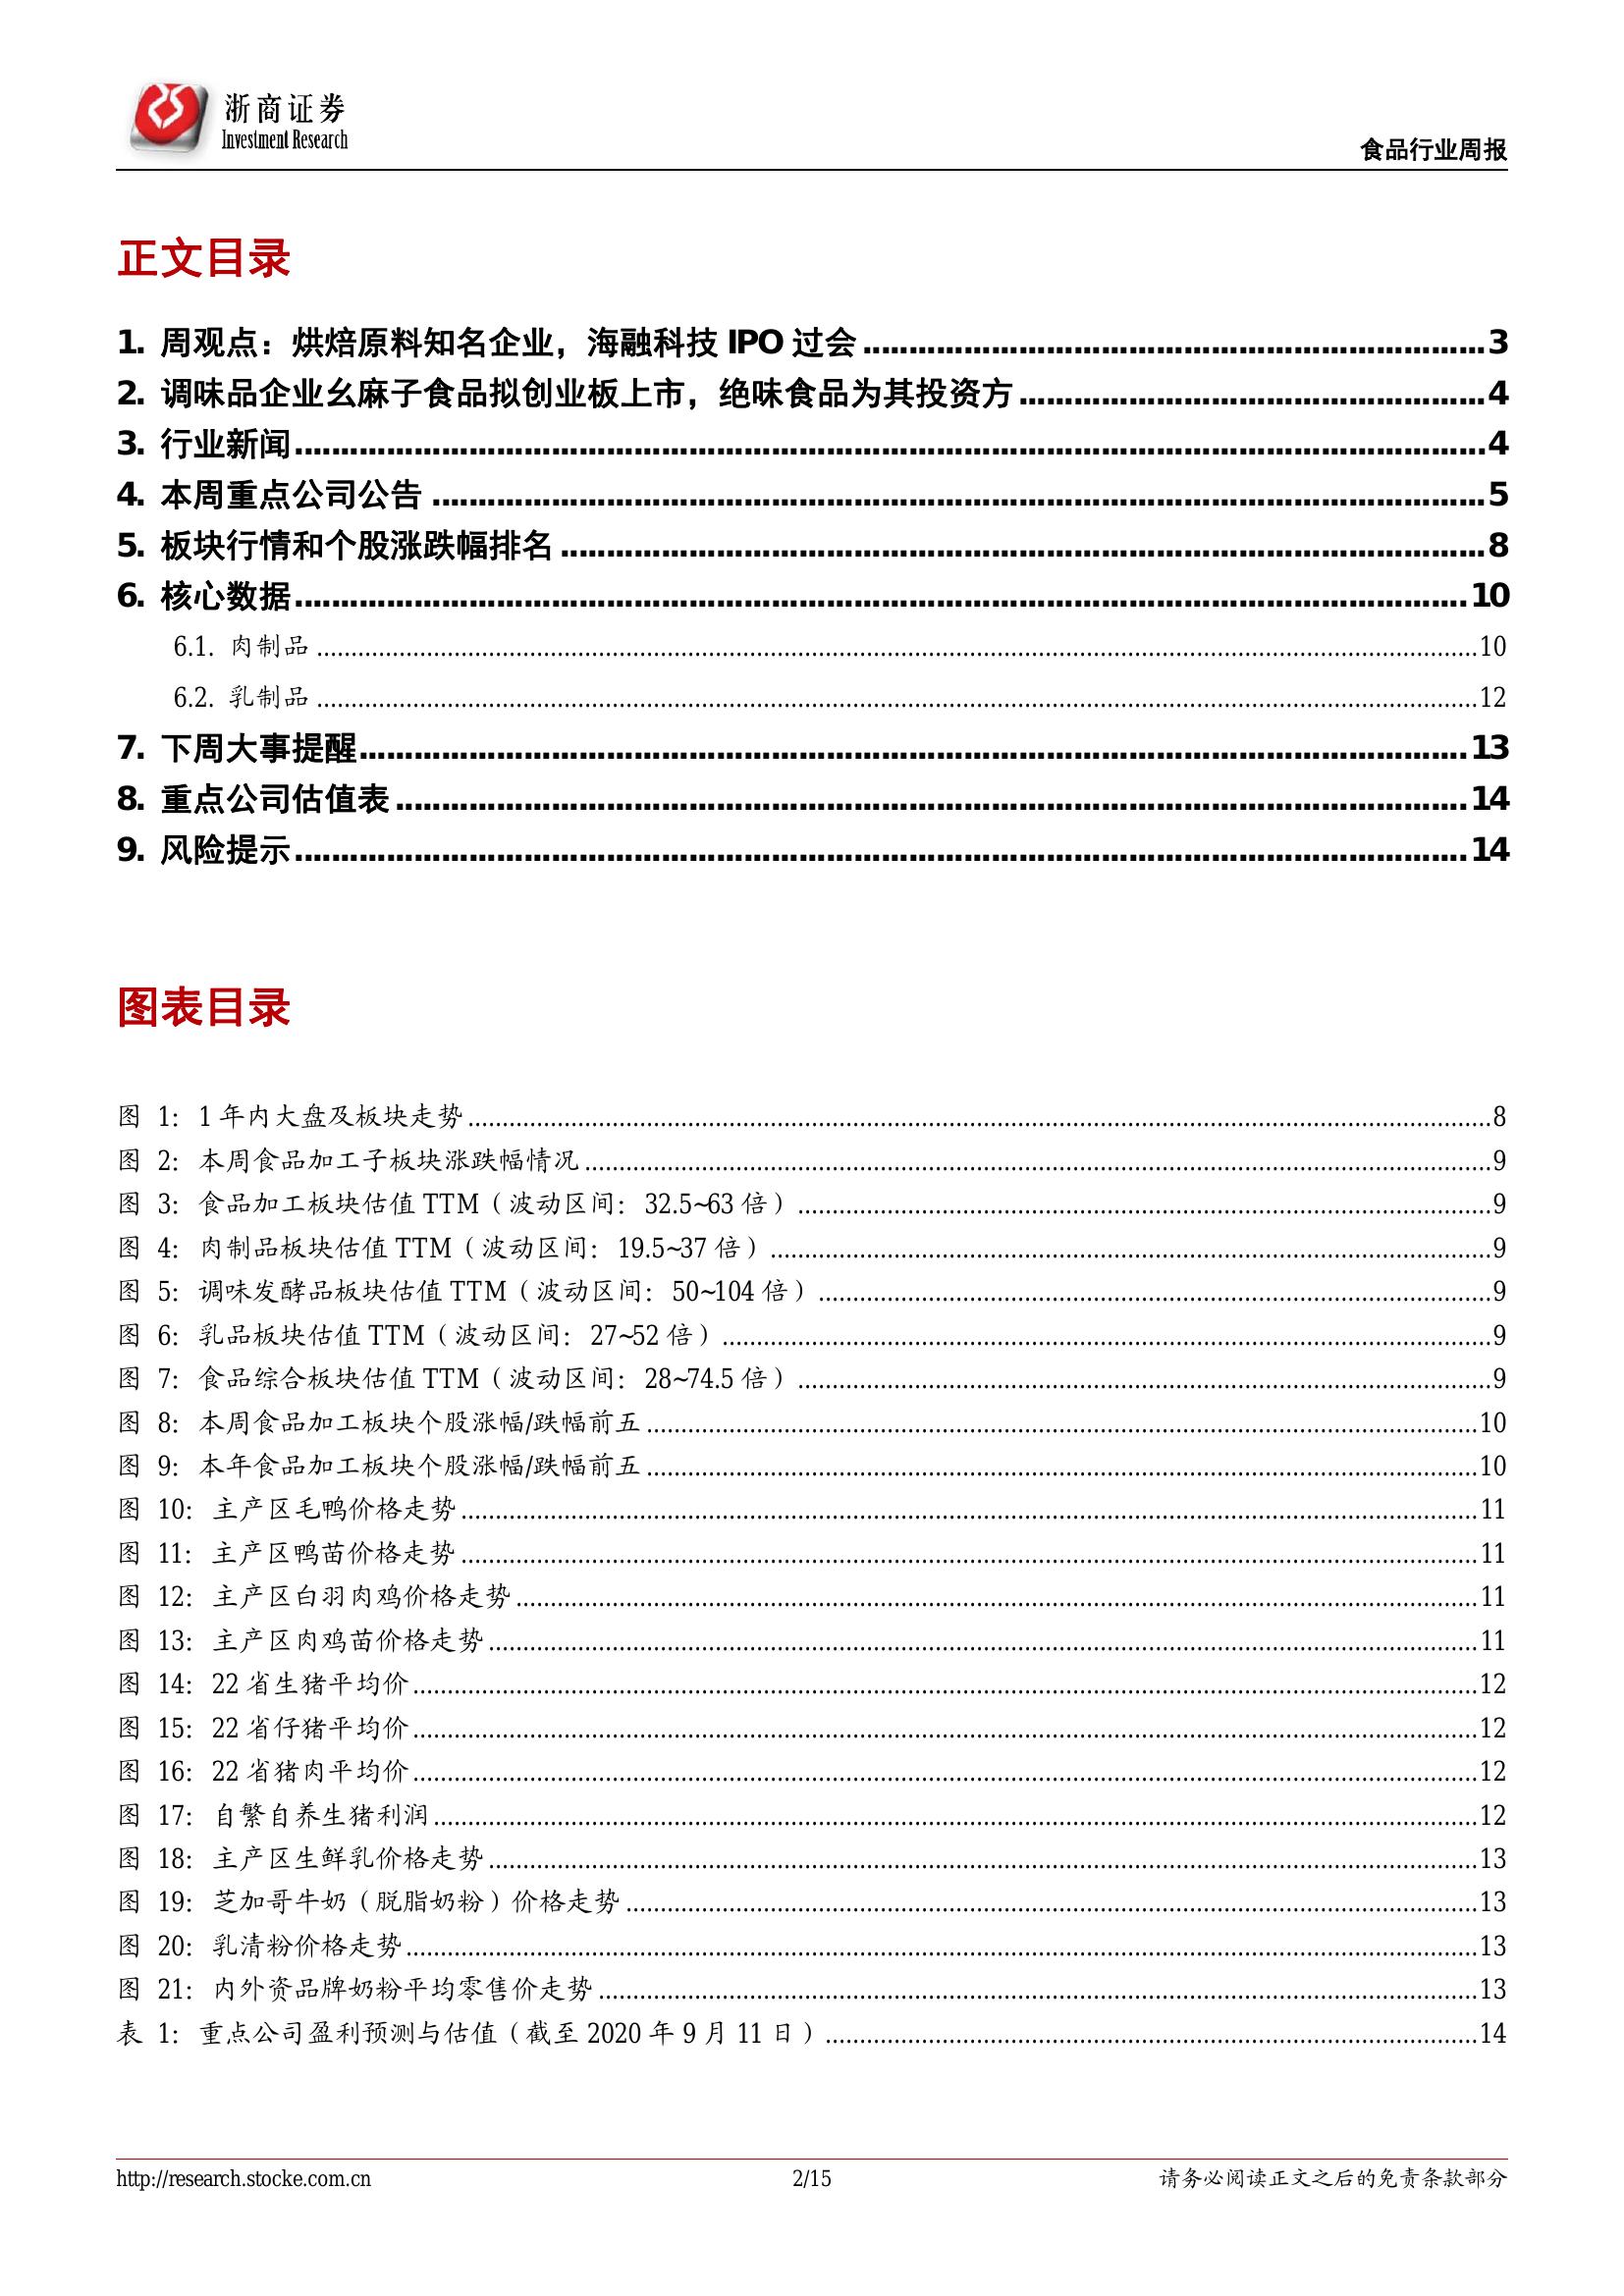 浙商证券
Investment Research
食品行业周报
正文目录
1. 周观点：烘焙原料知名企业，海融科技 IPO 过会 3
2. 调味品企业幺麻子食品拟创业板上市，绝味食品为其投资方 4
3. 行业新闻 4
4. 本周重点公司公告 5
5. 板块行情和个股涨跌幅排名 8
6. 核心数据 10
6.1. 肉制品 10
6.2. 乳制品 12
7. 下周大事提醒 13
8. 重点公司估值表 14
9. 风险提示 14
图表目录
图 1：1 年内大盘及板块走势 8
图 2：本周食品加工子板块涨跌幅情况 9
图 3：食品加工板块估值 TTM（波动区间：32.5~63 倍） 9
图 4：肉制品板块估值 TTM（波动区间：19.5~37 倍） 9
图 5：调味发酵品板块估值 TTM（波动区间：50~104 倍） 9
图 6：乳品板块估值 TTM（波动区间：27~52 倍） 9
图 7：食品综合板块估值 TTM（波动区间：28~74.5 倍） 9
图 8：本周食品加工板块个股涨幅/跌幅前五 10
图 9：本年食品加工板块个股涨幅/跌幅前五 10
图 10：主产区毛鸭价格走势 11
图 11：主产区鸭苗价格走势 11
图 12：主产区白羽肉鸡价格走势 11
图 13：主产区肉鸡苗价格走势 11
图 14：22 省生猪平均价 12
图 15：22 省仔猪平均价 12
图 16：22 省猪肉平均价 12
图 17：自繁自养生猪利润 12
图 18：主产区生鲜乳价格走势 13
图 19：芝加哥牛奶（脱脂奶粉）价格走势 13
图 20：乳清粉价格走势 13
图 21：内外资品牌奶粉平均零售价走势 13
表 1：重点公司盈利预测与估值（截至 2020 年 9 月 11 日） 14
http://research.stocke.com.cn 2/15 请务必阅读正文之后的免责条款部分